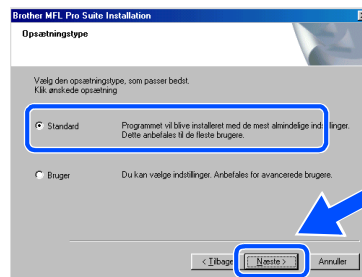 Brother MFL Pro Suite Installation
Opsætningstype
Vælg den opsætningstype, som passer bedst.
Klik ønskede opsætning
Standard
Programmet vil blive installeret med de mest almindelige indstillinger.
Dette anbefales til de fleste brugere.
Bruger
Du kan vælge indstillinger. Anbefales for avancerede brugere.
< Tilbage
Næste >
Annuller